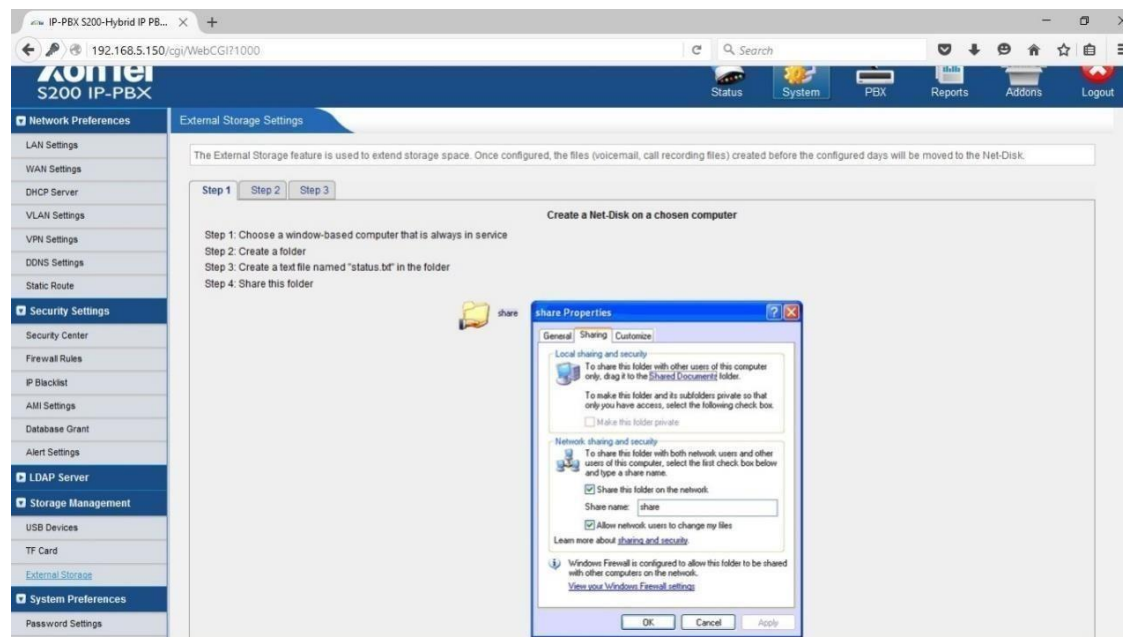 IP-PBX S200-Hybrid IP PB...
192.168.5.150/cgi/WebCGI?1000
Search
XonTel
S200 IP-PBX
Status
System
PBX
Reports
Addons
Logout
Network Preferences
LAN Settings
WAN Settings
DHCP Server
VLAN Settings
VPN Settings
DDNS Settings
Static Route
Security Settings
Security Center
Firewall Rules
IP Blacklist
AMI Settings
Database Grant
Alert Settings
LDAP Server
Storage Management
USB Devices
TF Card
External Storage
System Preferences
Password Settings
External Storage Settings
The External Storage feature is used to extend storage space. Once configured, the files (voicemail, call recording files) created before the configured days will be moved to the Net-Disk.
Step 1
Step 2
Step 3
Create a Net-Disk on a chosen computer
Step 1: Choose a window-based computer that is always in service
Step 2: Create a folder
Step 3: Create a text file named "status.txt" in the folder
Step 4: Share this folder
share
share Properties
General
Sharing
Customize
Local sharing and security
To share this folder with other users of this computer
only, drag it to the Shared Documents folder.
To make this folder and its subfolders private so that
only you have access, select the following check box.
Make this folder private
Network sharing and security
To share this folder with both network users and other
users of this computer, select the first check box below
and type a share name.
Share this folder on the network
Share name: share
Allow network users to change my files
Learn more about sharing and security.
Windows Firewall is configured to allow this folder to be shared
with other computers on the network.
View your Windows Firewall settings
OK
Cancel
Apply